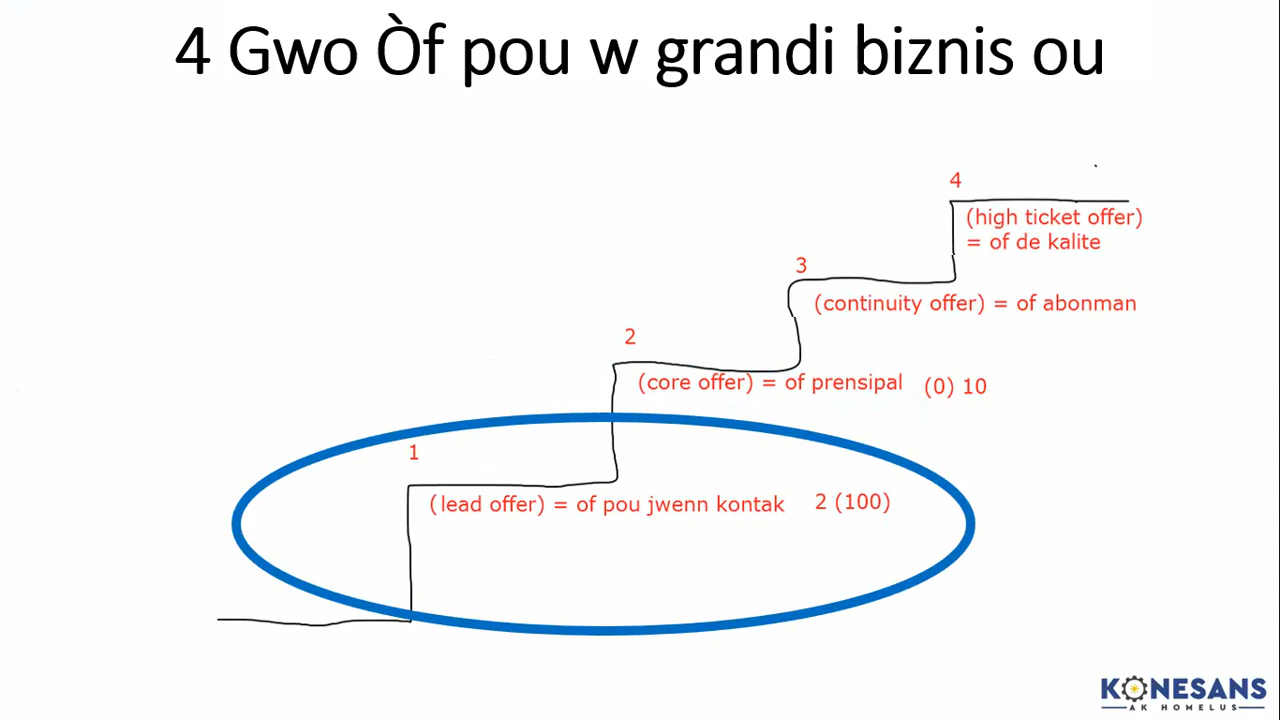 4 Gwo Òf pou w grandi biznis ou
4
(high ticket offer)
= of de kalite
3
(continuity offer) = of abonman
2
(core offer) = of prensipal (0) 10
1
(lead offer) = of pou jwenn kontak 2 (100)
KONESANS
AK HOMELUS